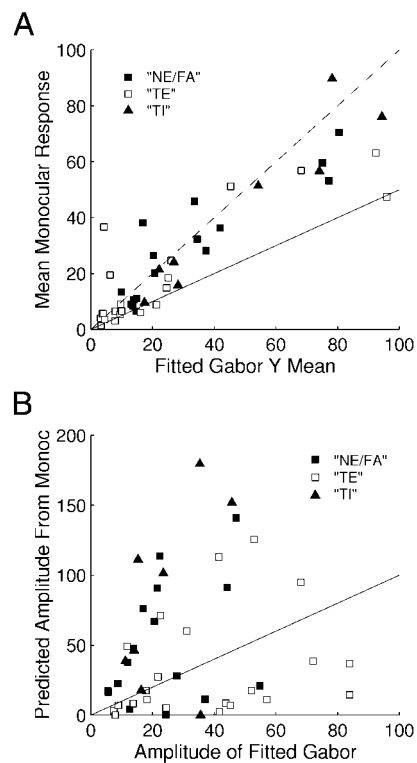 A
Mean Monocular Response
100
80
60
40
20
0
"NE/FA"
"TE"
"TI"
0 20 40 60 80 100
Fitted Gabor Y Mean
B
Predicted Amplitude From Monoc
200
150
100
50
0
"NE/FA"
"TE"
"TI"
0 20 40 60 80 100
Amplitude of Fitted Gabor